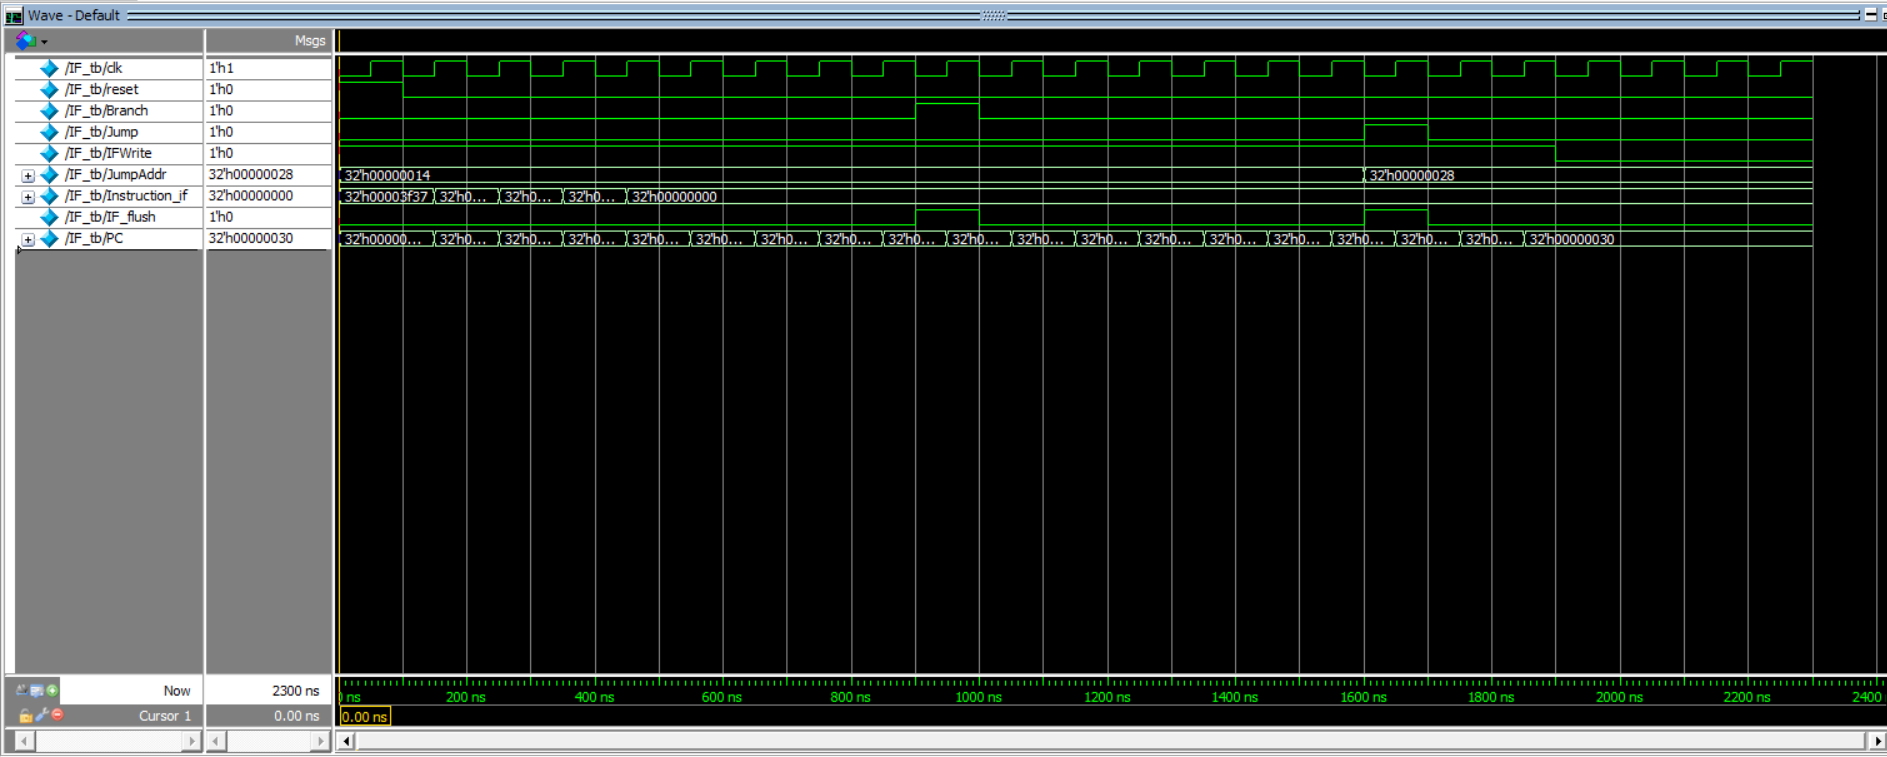 Wave - Default
Msgs
/IF_tb/clk 1'h1
/IF_tb/reset 1'h0
/IF_tb/Branch 1'h0
/IF_tb/Jump 1'h0
/IF_tb/IFWrite 1'h0
/IF_tb/JumpAddr 32'h00000028 32'h00000014 32'h00000028
/IF_tb/Instruction_if 32'h00000000 32'h00003f37 32'h0... 32'h0... 32'h0... 32'h00000000
/IF_tb/IF_flush 1'h0
/IF_tb/PC 32'h00000030 32'h00000... 32'h0... 32'h0... 32'h0... 32'h0... 32'h0... 32'h0... 32'h0... 32'h0... 32'h0... 32'h0... 32'h0... 32'h0... 32'h0... 32'h0... 32'h0... 32'h0... 32'h00000030
Now 2300 ns ns 200 ns 400 ns 600 ns 800 ns 1000 ns 1200 ns 1400 ns 1600 ns 1800 ns 2000 ns 2200 ns 2400
Cursor 1 0.00 ns 0.00 ns